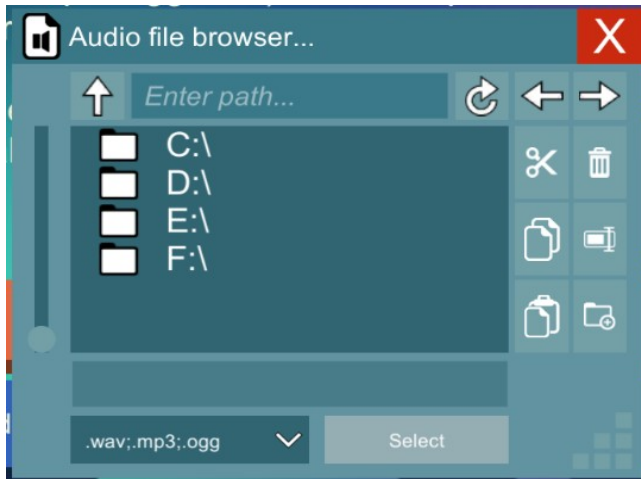 Audio file browser...
X
Enter path...
C:\
D:\
E:\
F:\
.wav;.mp3;.ogg
Select